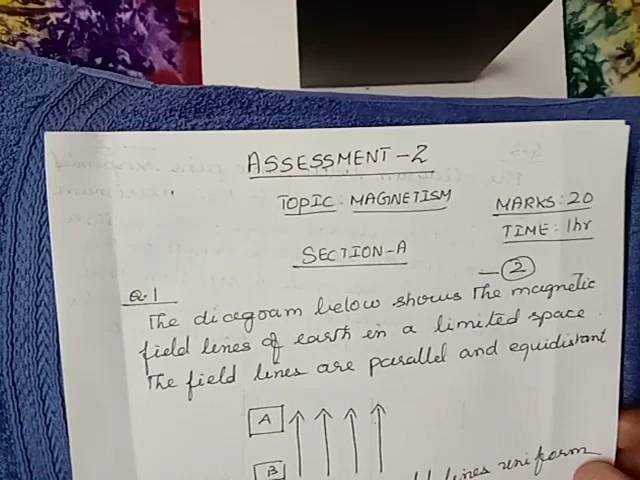 ASSESSMENT-2
TOPIC: MAGNETISM
MARKS: 20
TIME: 1hr
SECTION-A
Q.1
— 2
The diagram below shows The magnetic
field lines of earth in a limited space.
The field lines are parallel and equidistant
A
B
lines uniform